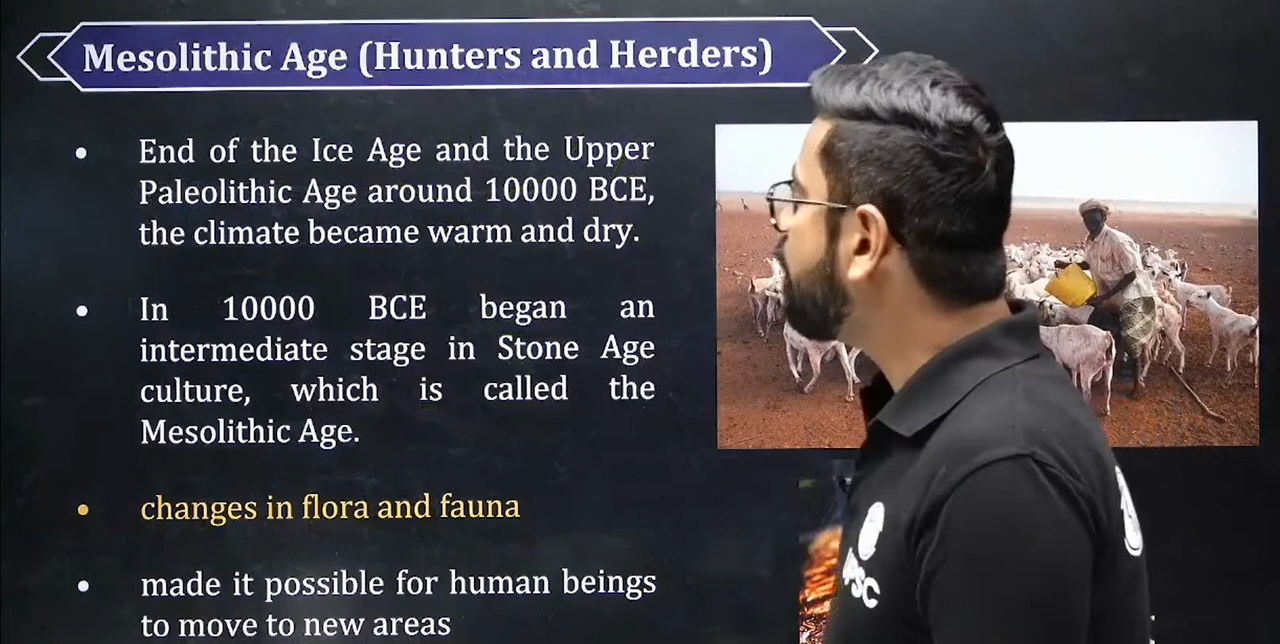 Mesolithic Age (Hunters and Herders)
• End of the Ice Age and the Upper
Paleolithic Age around 10000 BCE,
the climate became warm and dry.
• In 10000 BCE began an
intermediate stage in Stone Age
culture, which is called the
Mesolithic Age.
• changes in flora and fauna
• made it possible for human beings
to move to new areas